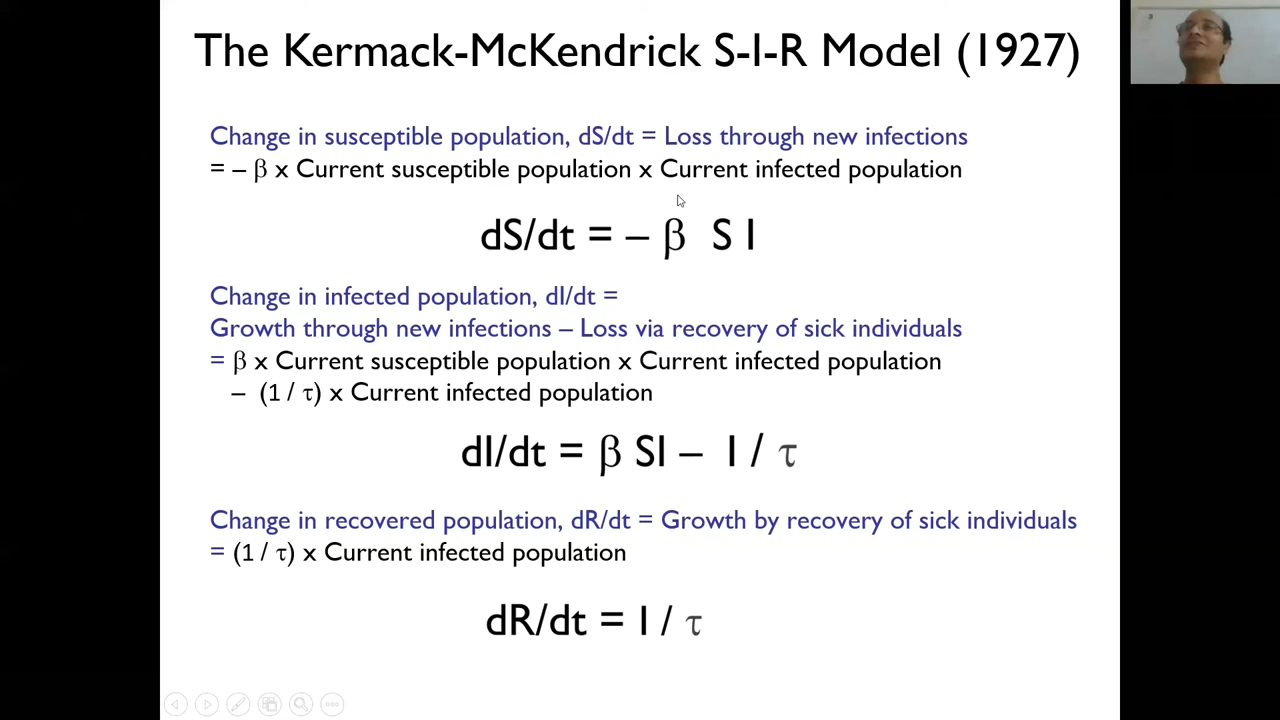 The Kermack-McKendrick S-I-R Model (1927)
Change in susceptible population, dS/dt = Loss through new infections
= – β x Current susceptible population x Current infected population
dS/dt = – β S I
Change in infected population, dI/dt =
Growth through new infections – Loss via recovery of sick individuals
= β x Current susceptible population x Current infected population
– (1 / τ) x Current infected population
dI/dt = β SI – I / τ
Change in recovered population, dR/dt = Growth by recovery of sick individuals
= (1 / τ) x Current infected population
dR/dt = I / τ